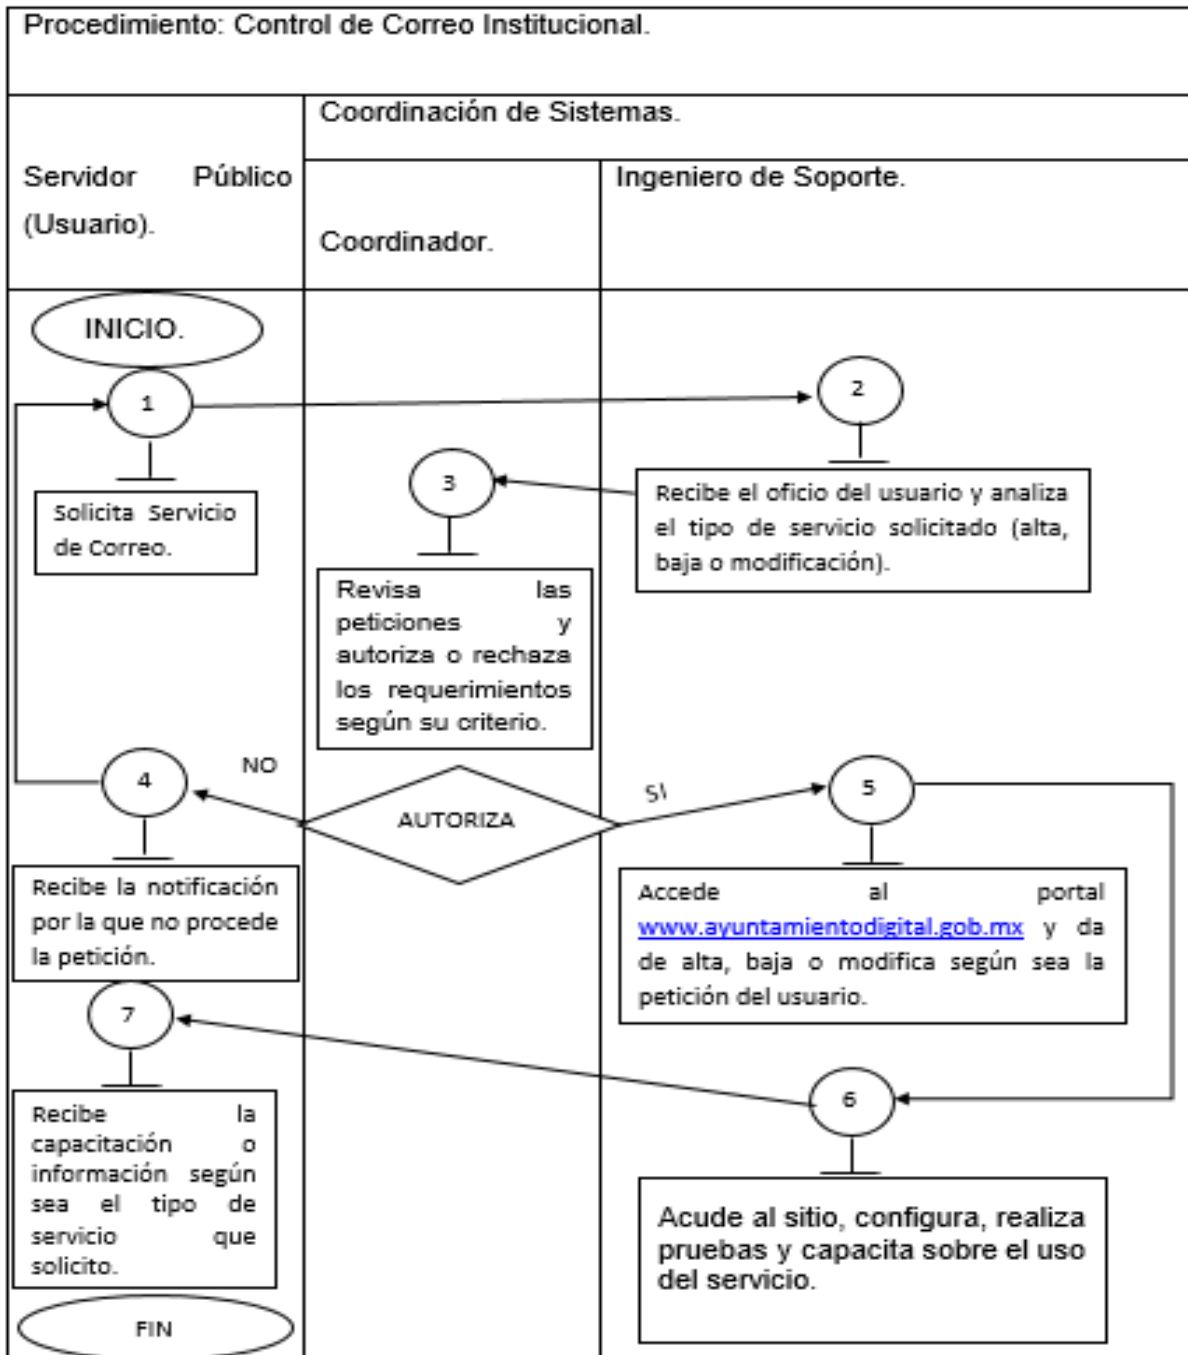 Procedimiento: Control de Correo Institucional.
Coordinación de Sistemas.
Servidor Público
(Usuario).
Coordinador.
Ingeniero de Soporte.
INICIO.
1
2
Solicita Servicio
de Correo.
3
Recibe el oficio del usuario y analiza
el tipo de servicio solicitado (alta,
baja o modificación).
Revisa las
peticiones y
autoriza o rechaza
los requerimientos
según su criterio.
4
NO
AUTORIZA
SI
5
Recibe la notificación
por la que no procede
la petición.
Accede al portal
www.ayuntamientodigital.gob.mx y da
de alta, baja o modifica según sea la
petición del usuario.
7
6
Recibe la
capacitación o
información según
sea el tipo de
servicio que
solicito.
Acude al sitio, configura, realiza
pruebas y capacita sobre el uso
del servicio.
FIN